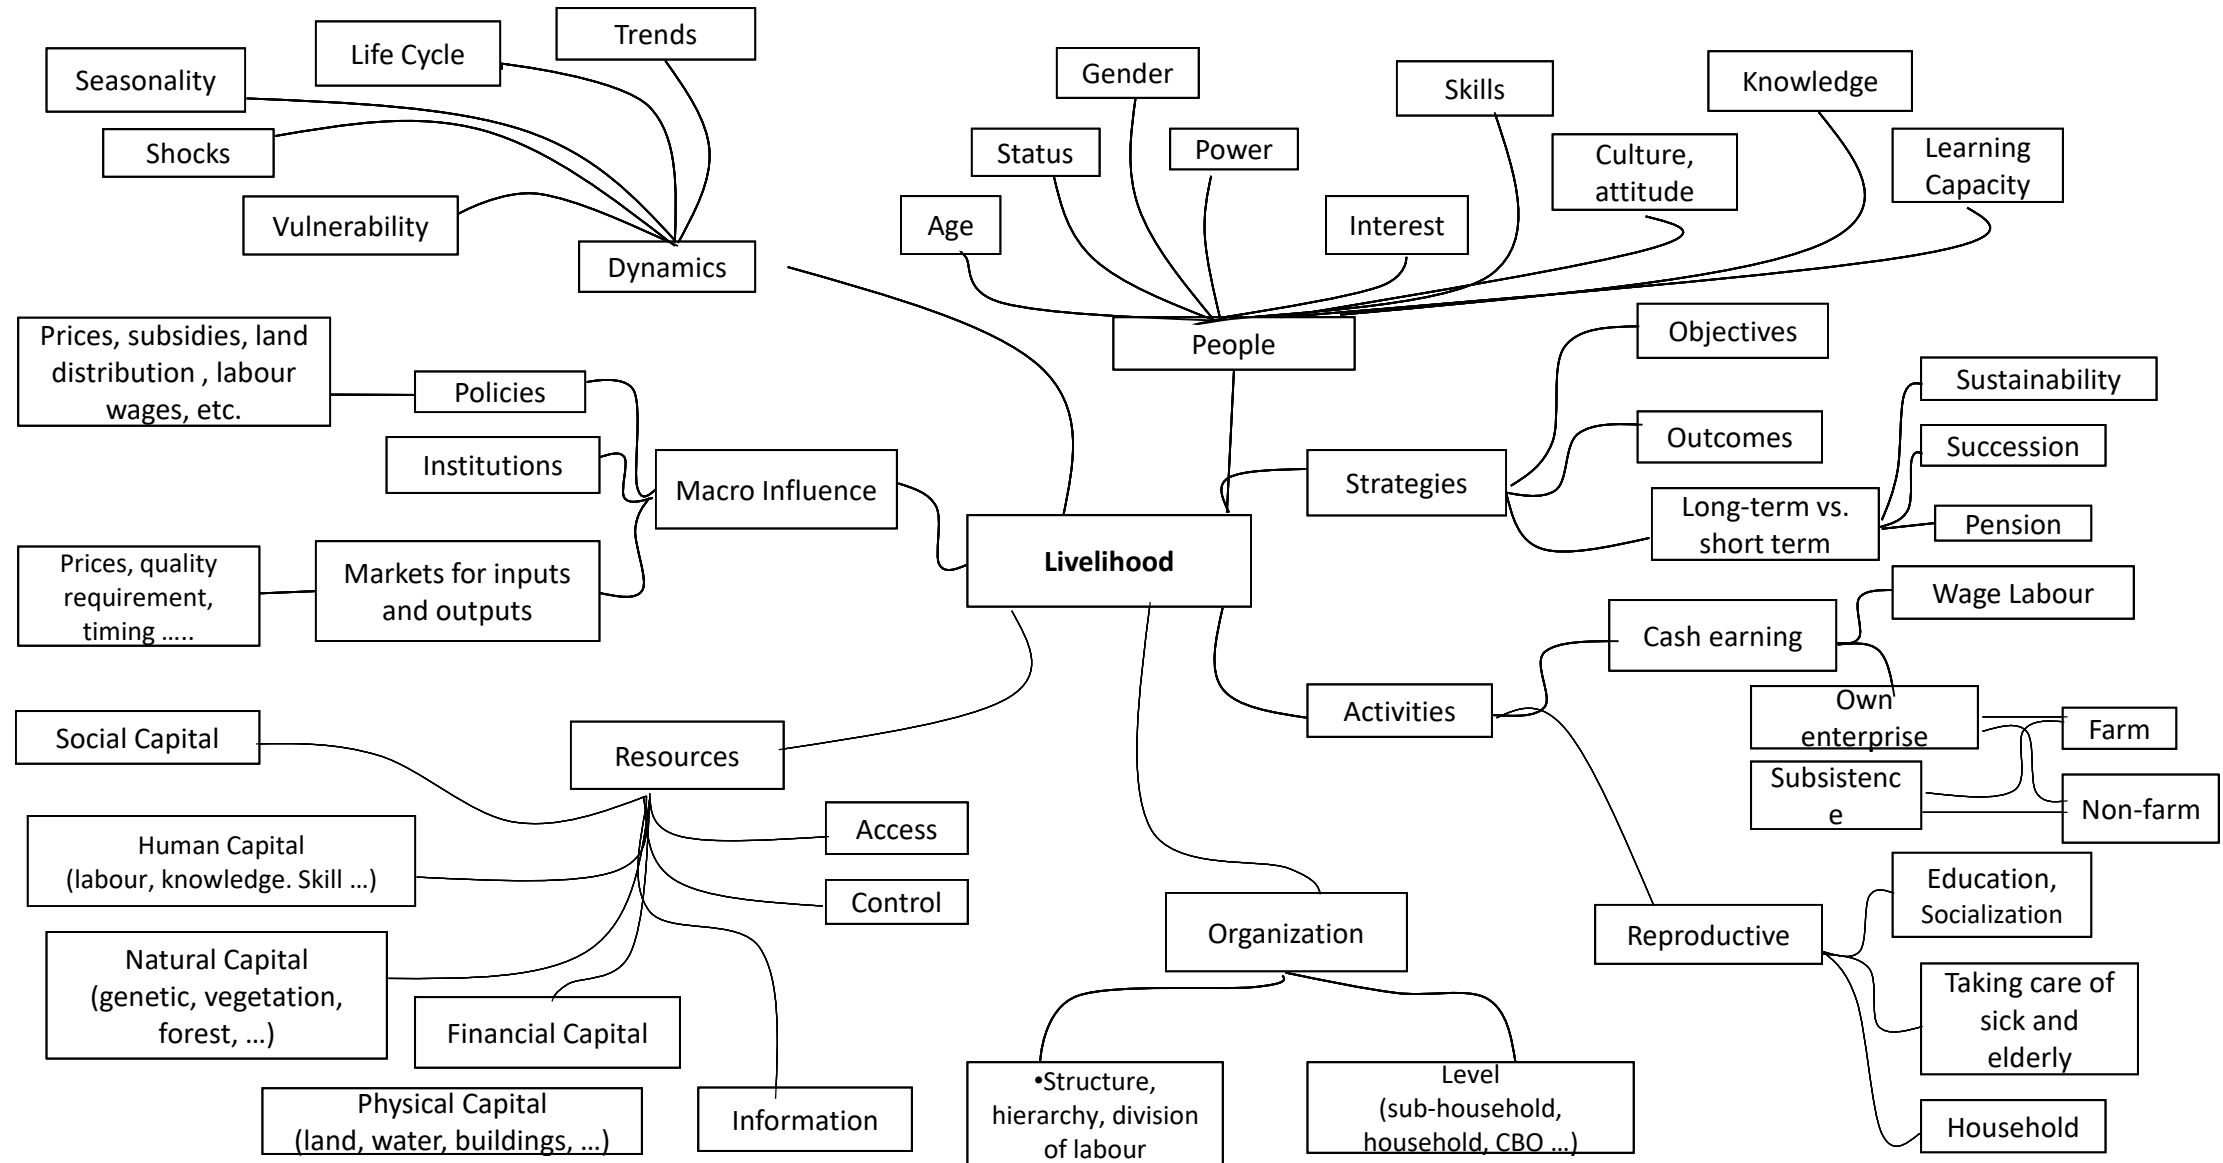 Trends
Life Cycle
Seasonality
Shocks
Vulnerability
Dynamics
Gender
Skills
Knowledge
Status
Power
Culture,
attitude
Learning
Capacity
Age
Interest
People
Prices, subsidies, land
distribution , labour
wages, etc.
Policies
Institutions
Macro Influence
Prices, quality
requirement,
timing .....
Markets for inputs
and outputs
Livelihood
Objectives
Outcomes
Strategies
Long-term vs.
short term
Sustainability
Succession
Pension
Wage Labour
Cash earning
Activities
Own
enterprise
Subsistenc
e
Farm
Non-farm
Social Capital
Resources
Human Capital
(labour, knowledge. Skill ...)
Access
Control
Natural Capital
(genetic, vegetation,
forest, ...)
Financial Capital
Physical Capital
(land, water, buildings, ...)
Information
Organization
•Structure,
hierarchy, division
of labour
Level
(sub-household,
household, CBO ...)
Reproductive
Education,
Socialization
Taking care of
sick and
elderly
Household